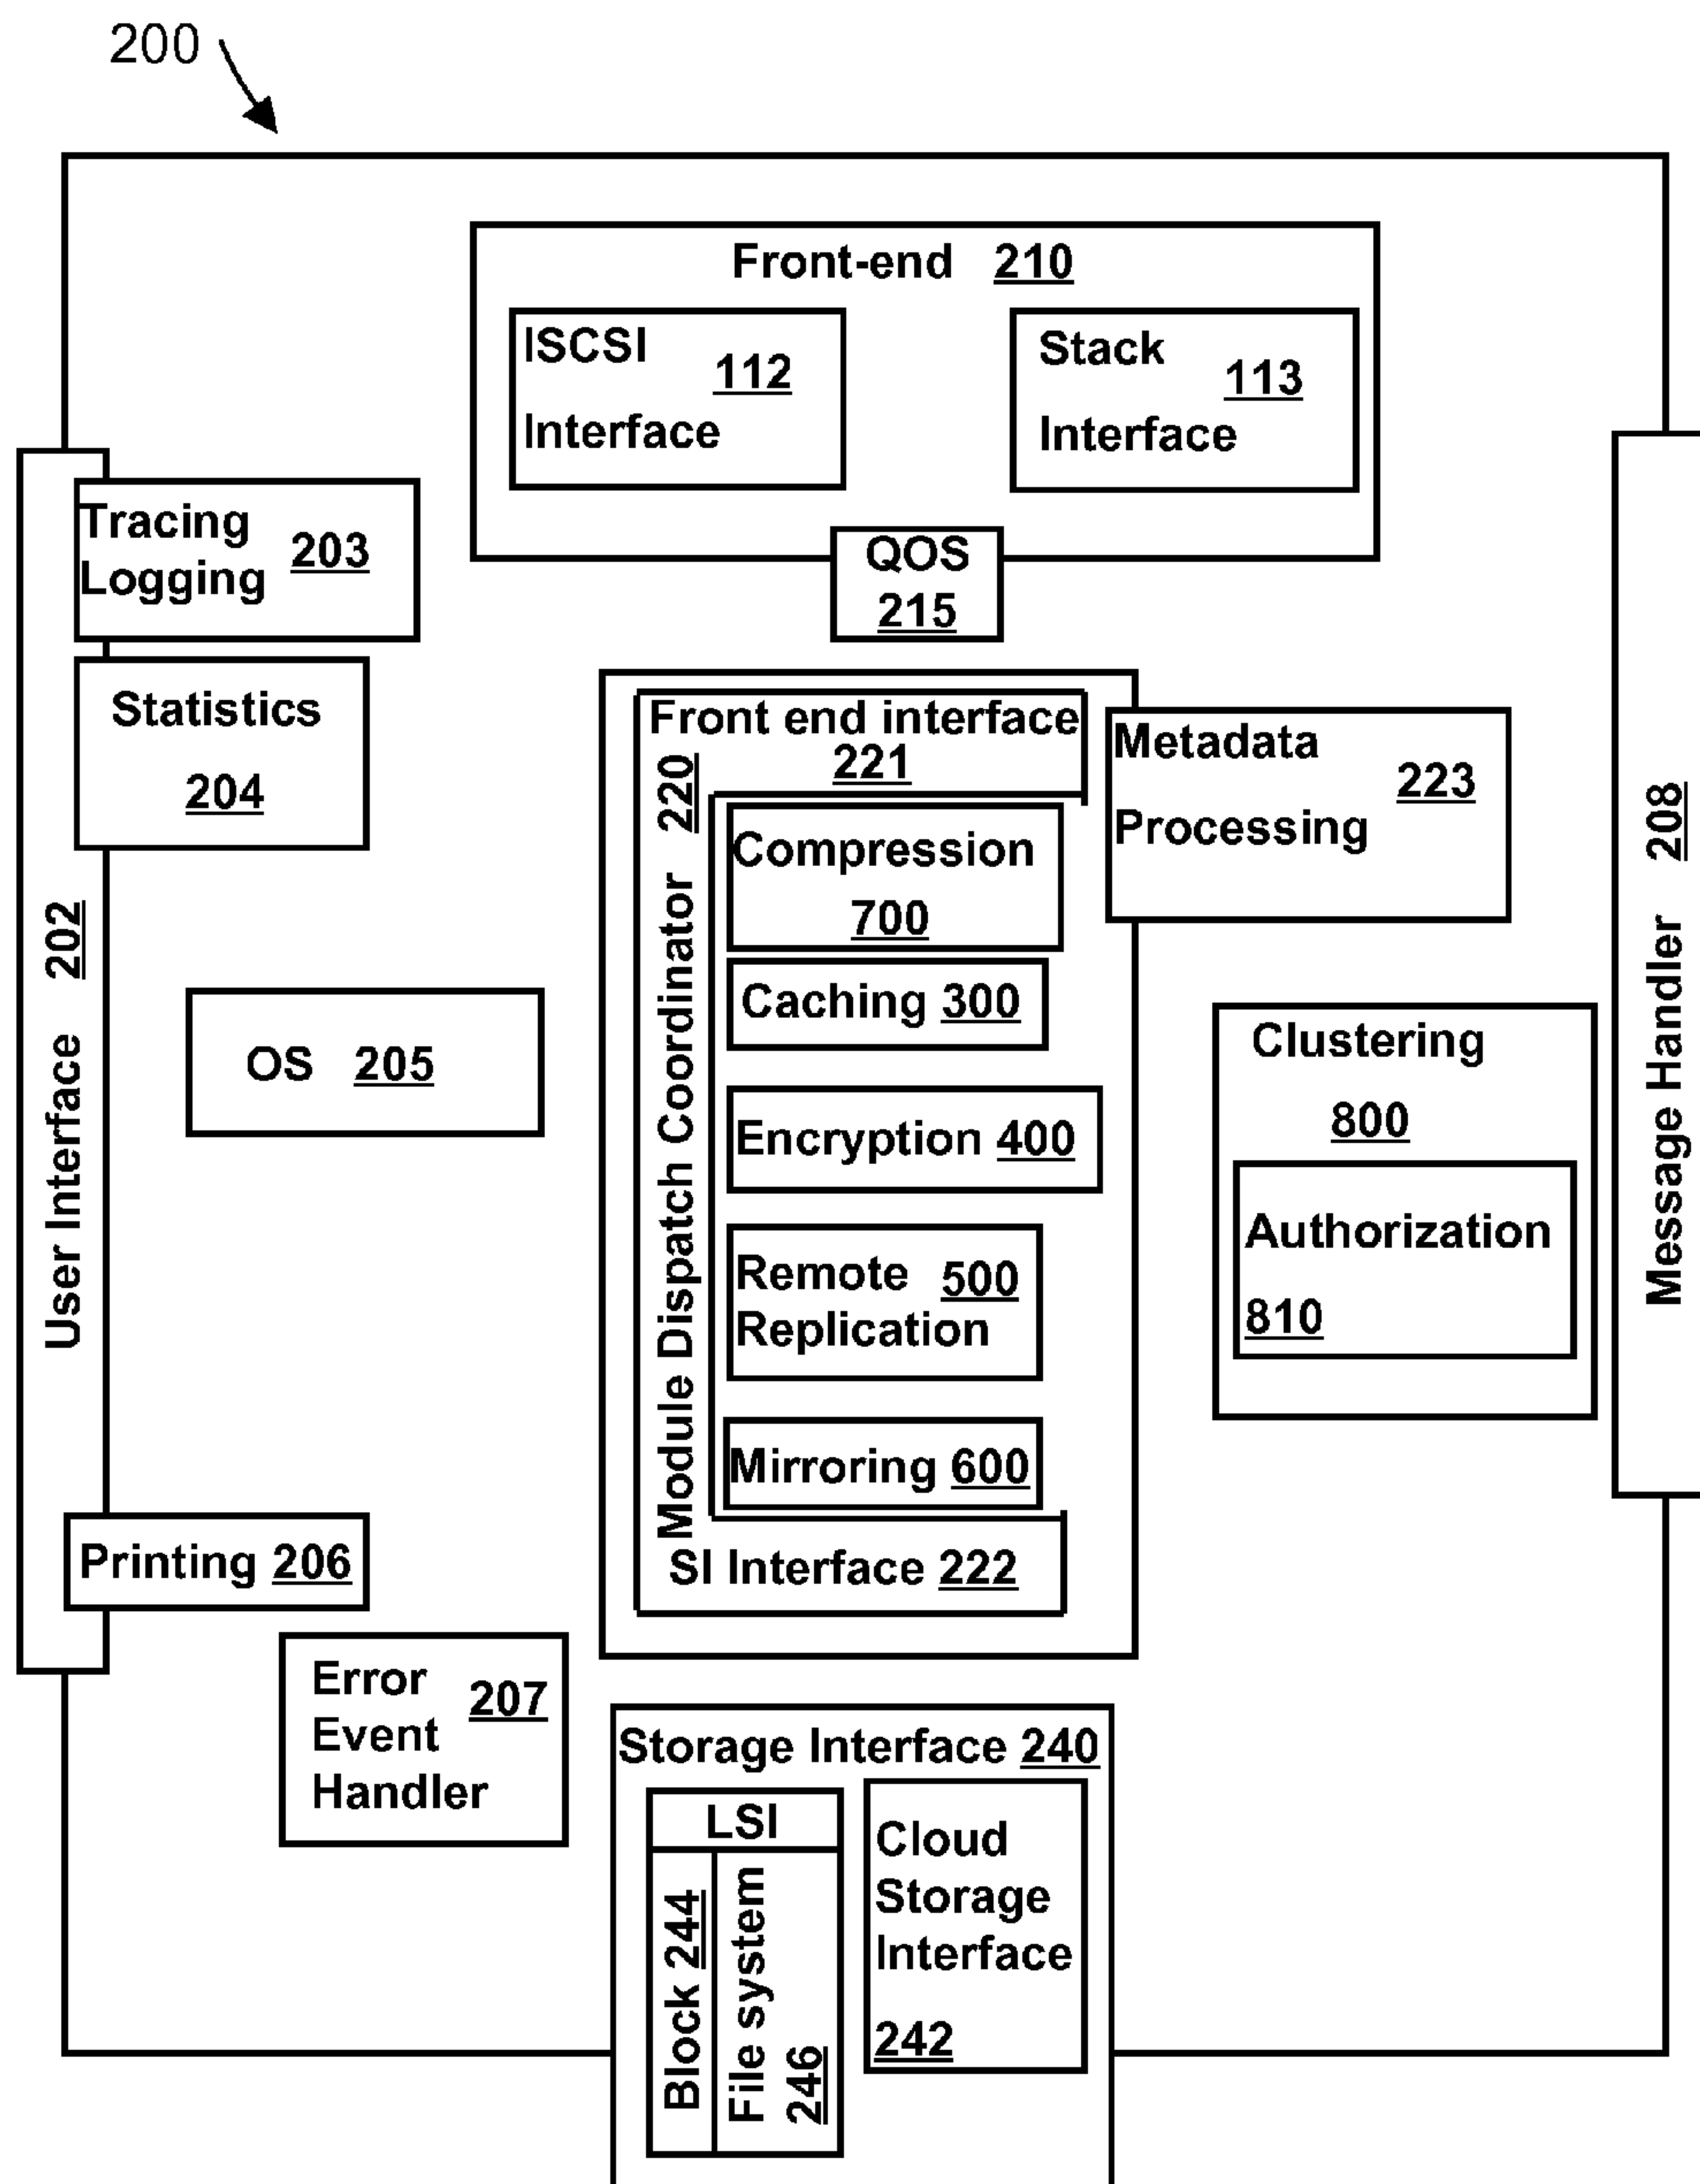 200
Front-end 210
ISCSI
Interface
112
Stack
Interface
113
QOS
215
Tracing
Logging
203
Statistics
204
User Interface 202
OS 205
Printing 206
Error
Event
Handler
207
Module Dispatch Coordinator 220
Front end interface
221
Compression
700
Caching 300
Encryption 400
Remote
Replication
500
Mirroring 600
SI Interface 222
Metadata
Processing
223
Clustering
800
Authorization
810
Message Handler 208
Storage Interface 240
LSI
Block 244
File system
246
Cloud
Storage
Interface
242